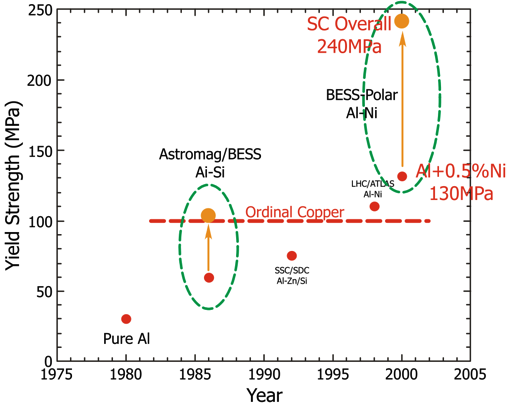 250
SC Overall
240MPa
200
BESS-Polar
Al-Ni
Yield Strength (MPa)
150
Astromag/BESS
Ai-Si
LHC/ATLAS
Al-Ni
Al+0.5%Ni
130MPa
100
Ordinal Copper
SSC/SDC
Al-Zn/Si
50
Pure Al
0
1975 1980 1985 1990 1995 2000 2005
Year